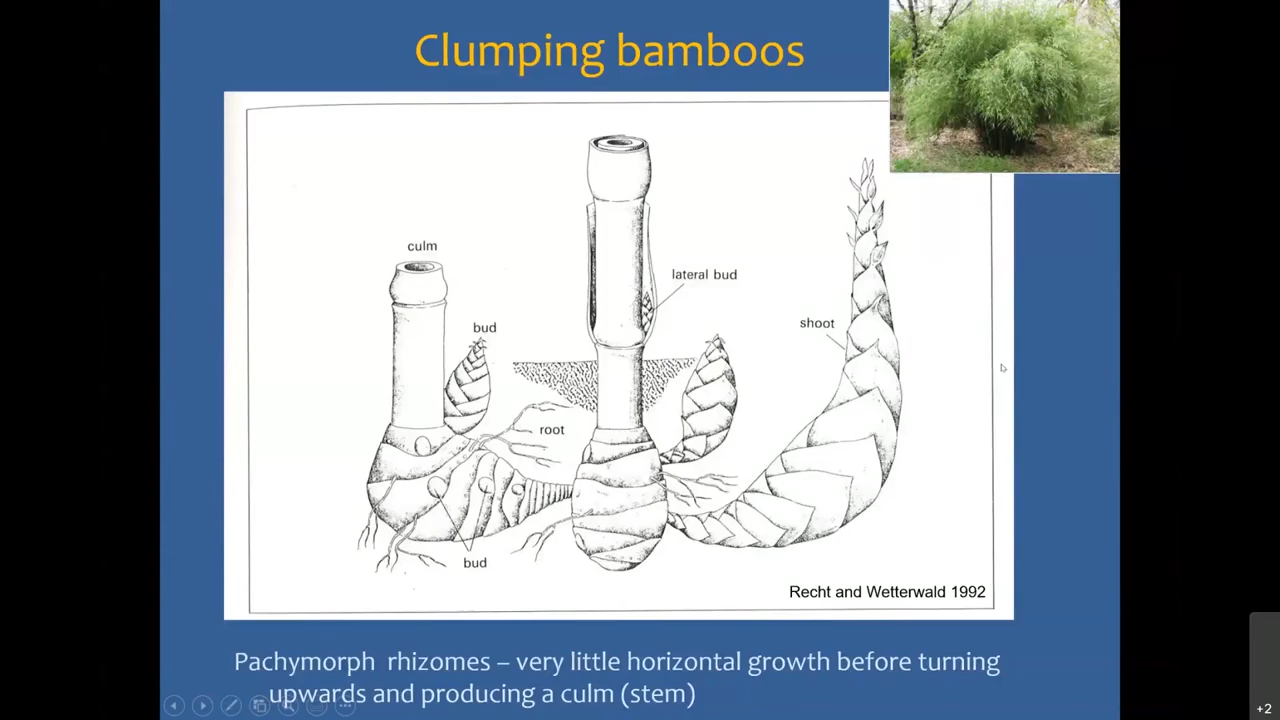 Clumping bamboos
culm
lateral bud
shoot
bud
root
bud
Recht and Wetterwald 1992
Pachymorph rhizomes – very little horizontal growth before turning
upwards and producing a culm (stem)
+2